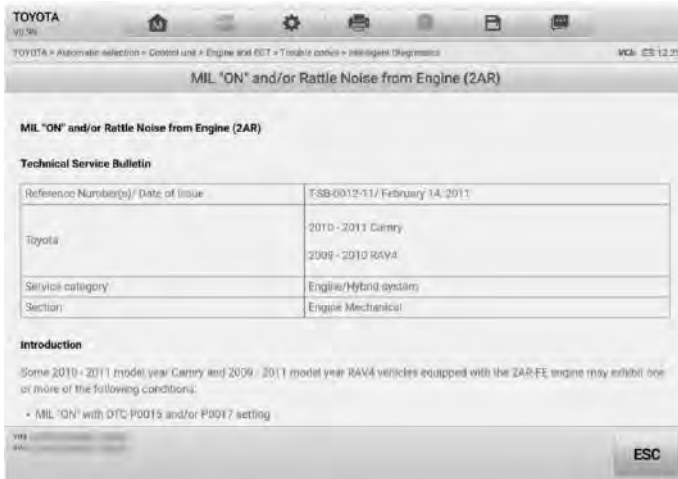 TOYOTA
V0.99
TOYOTA > Automatic selection > Control unit > Engine and ECT > Trouble codes > Intelligent Diagnostics
VCI:
MIL "ON" and/or Rattle Noise from Engine (2AR)
MIL "ON" and/or Rattle Noise from Engine (2AR)
Technical Service Bulletin
Reference Number(s)/ Date of Issue
T-SB-0012-11/ February 14, 2011
Toyota
2010 - 2011 Camry
2009 - 2010 RAV4
Service category
Engine/Hybrid system
Section
Engine Mechanical
Introduction
Some 2010 - 2011 model year Camry and 2009 - 2011 model year RAV4 vehicles equipped with the 2AR-FE engine may exhibit one
or more of the following conditions:
• MIL "ON" with DTC P0015 and/or P0017 setting
ESC